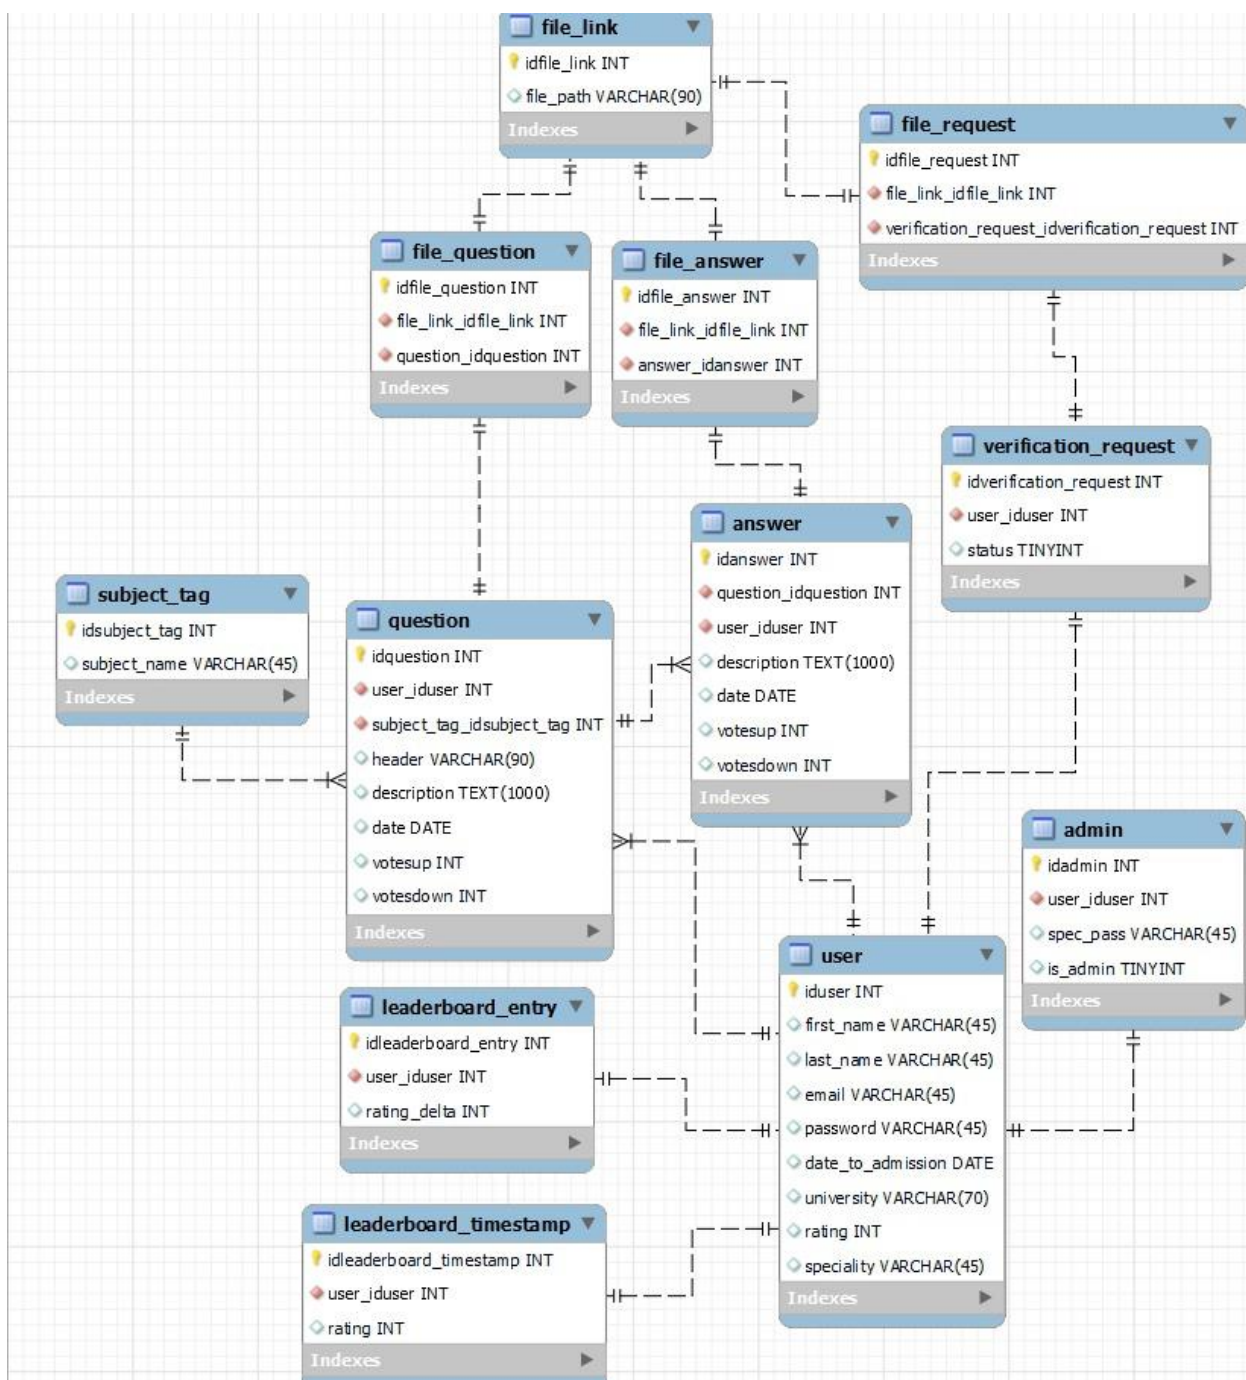 file_link
idfile_link INT
file_path VARCHAR(90)
Indexes
file_request
idfile_request INT
file_link_idfile_link INT
verification_request_idverification_request INT
Indexes
file_question
idfile_question INT
file_link_idfile_link INT
question_idquestion INT
Indexes
file_answer
idfile_answer INT
file_link_idfile_link INT
answer_idanswer INT
Indexes
verification_request
idverification_request INT
user_iduser INT
status TINYINT
Indexes
answer
idanswer INT
question_idquestion INT
user_iduser INT
description TEXT(1000)
date DATE
votesup INT
votesdown INT
Indexes
subject_tag
idsubject_tag INT
subject_name VARCHAR(45)
Indexes
question
idquestion INT
user_iduser INT
subject_tag_idsubject_tag INT
header VARCHAR(90)
description TEXT(1000)
date DATE
votesup INT
votesdown INT
Indexes
admin
idadmin INT
user_iduser INT
spec_pass VARCHAR(45)
is_admin TINYINT
Indexes
user
iduser INT
first_name VARCHAR(45)
last_name VARCHAR(45)
email VARCHAR(45)
password VARCHAR(45)
date_to_admission DATE
university VARCHAR(70)
rating INT
speciality VARCHAR(45)
Indexes
leaderboard_entry
idleaderboard_entry INT
user_iduser INT
rating_delta INT
Indexes
leaderboard_timestamp
idleaderboard_timestamp INT
user_iduser INT
rating INT
Indexes